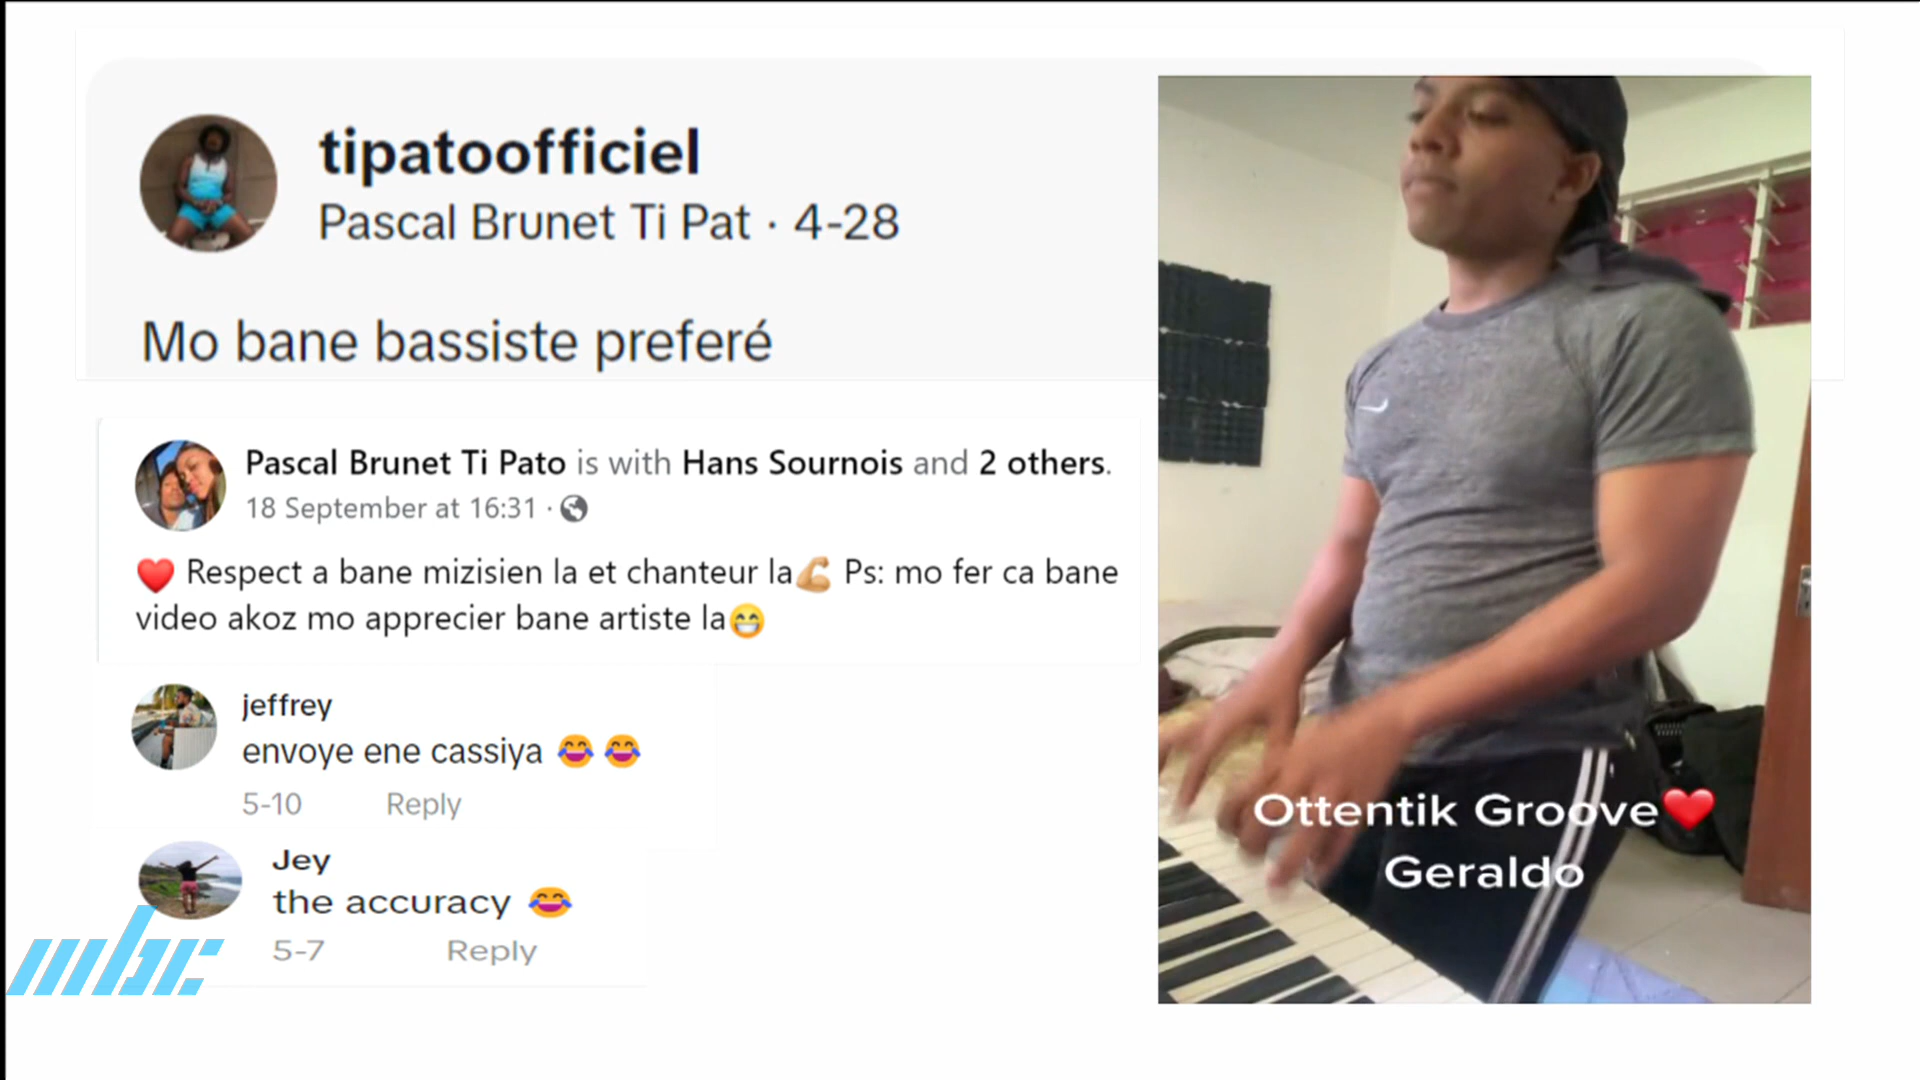 tipatoofficiel
Pascal Brunet Ti Pat · 4-28
Mo bane bassiste preferé
Pascal Brunet Ti Pato is with Hans Sournois and 2 others.
18 September at 16:31 ·
❤️ Respect a bane mizisien la et chanteur la💪🏼 Ps: mo fer ca bane
video akoz mo apprecier bane artiste la😁
jeffrey
envoye ene cassiya 😂 😂
5-10 Reply
Jey
the accuracy 😂
5-7 Reply
mbc
Ottentik Groove❤️
Geraldo